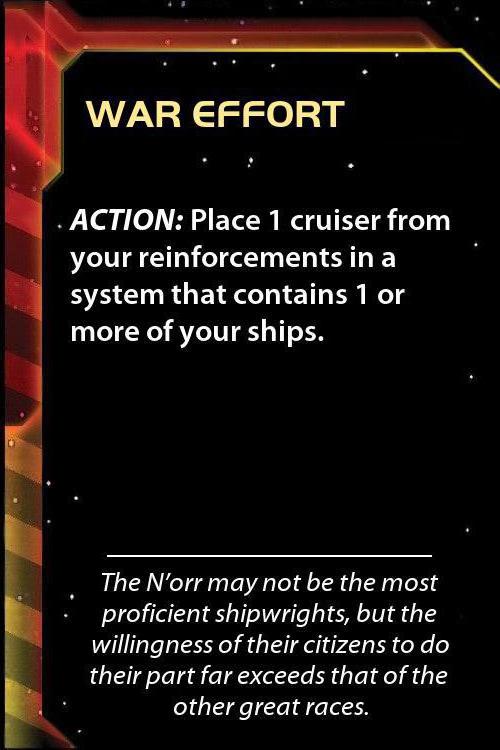 WAR EFFORT
ACTION: Place 1 cruiser from
your reinforcements in a
system that contains 1 or
more of your ships.
The N’orr may not be the most
proficient shipwrights, but the
willingness of their citizens to do
their part far exceeds that of the
other great races.